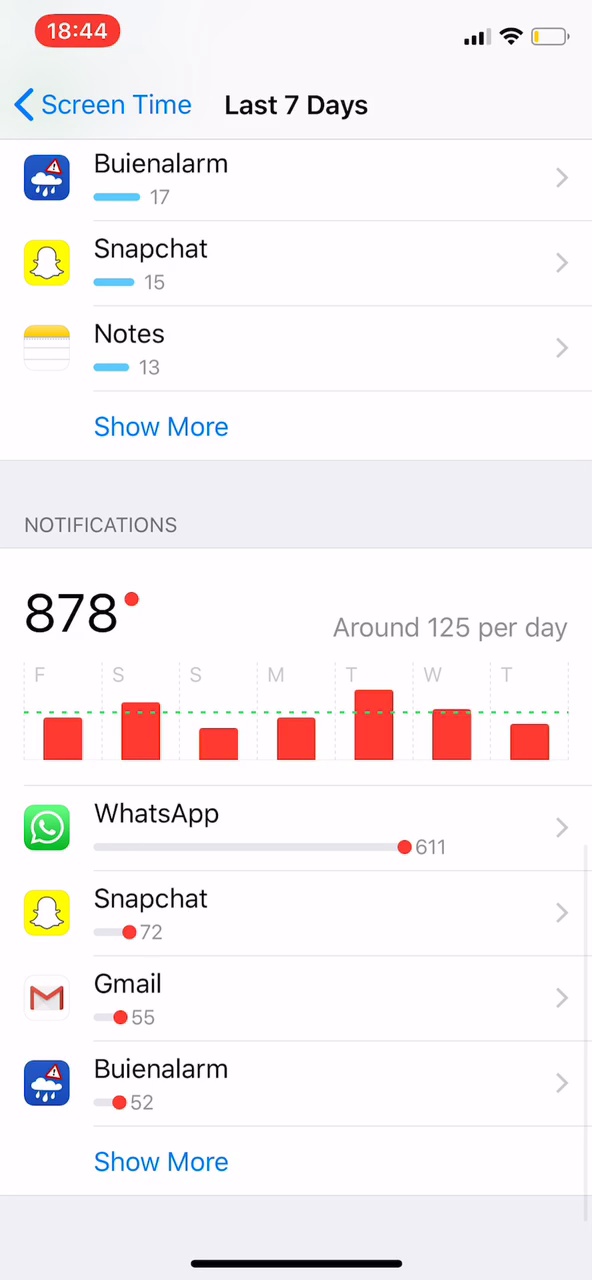 18:44
Screen Time Last 7 Days
Buienalarm
17
Snapchat
15
Notes
13
Show More
NOTIFICATIONS
878
Around 125 per day
F S S M T W T
WhatsApp
611
Snapchat
72
Gmail
55
Buienalarm
52
Show More